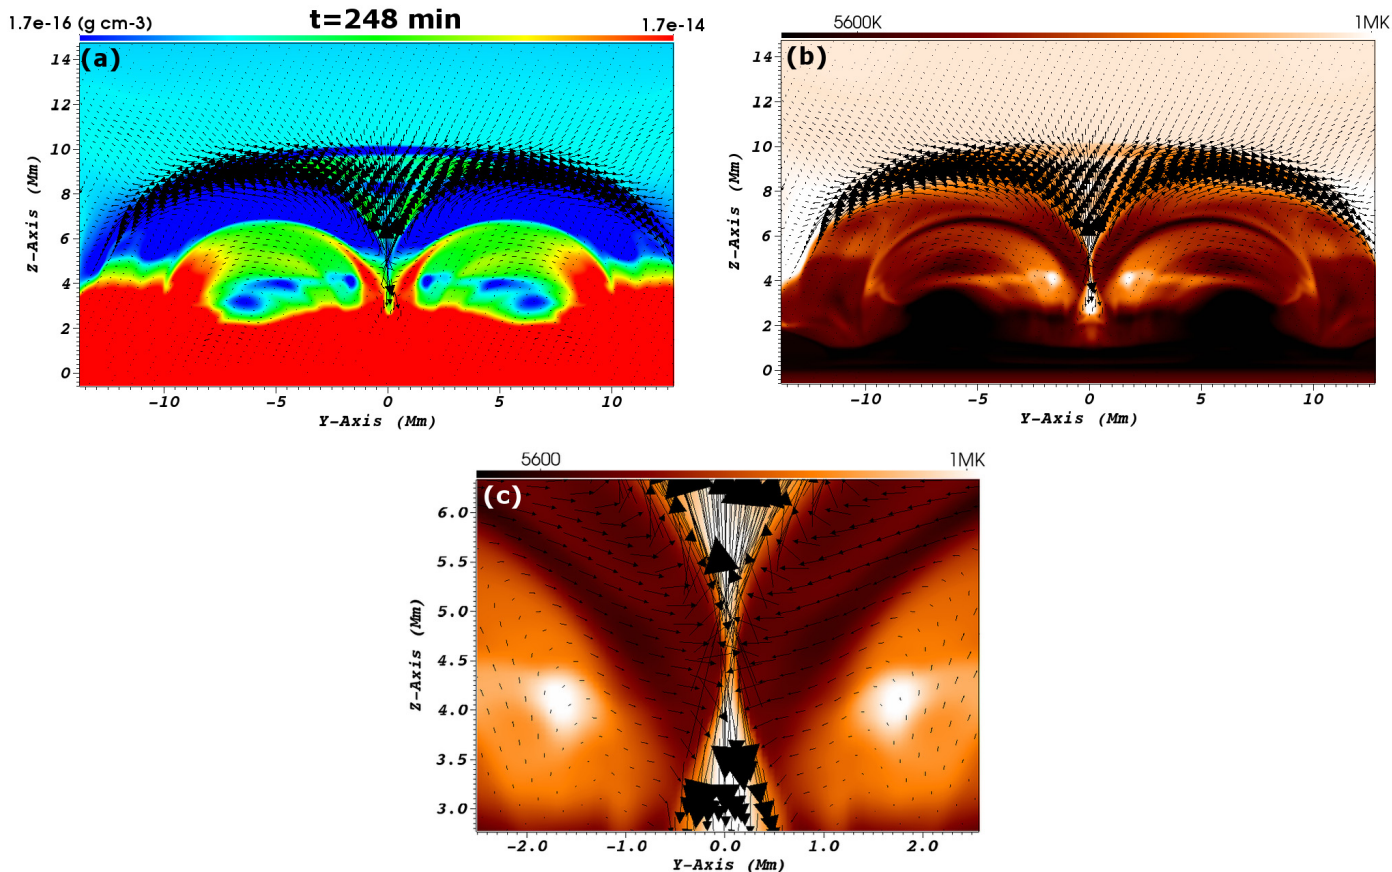 1.7e-16 (g cm-3) t=248 min 1.7e-14
(a)
14
12
10
8
6
4
2
0
Z-Axis (Mm)
-10 -5 0 5 10
Y-Axis (Mm)
5600K 1MK
(b)
14
12
10
8
6
4
2
0
Z-Axis (Mm)
-10 -5 0 5 10
Y-Axis (Mm)
5600 1MK
(c)
6.0
5.5
5.0
4.5
4.0
3.5
3.0
Z-Axis (Mm)
-2.0 -1.0 0.0 1.0 2.0
Y-Axis (Mm)